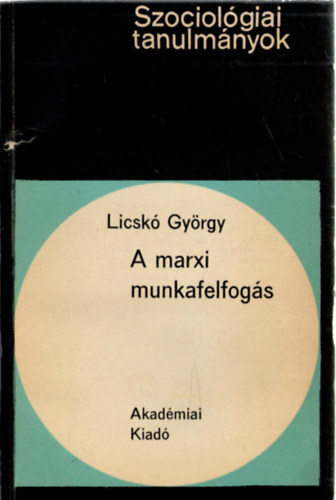 Szociológiai
tanulmányok
Licskó György
A marxi
munkafelfogás
Akadémiai
Kiadó